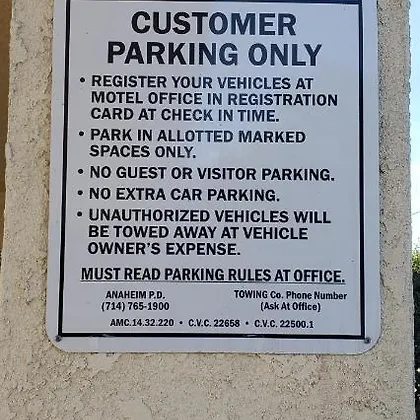 CUSTOMER
PARKING ONLY
• REGISTER YOUR VEHICLES AT
MOTEL OFFICE IN REGISTRATION
CARD AT CHECK IN TIME.
• PARK IN ALLOTTED MARKED
SPACES ONLY.
• NO GUEST OR VISITOR PARKING.
• NO EXTRA CAR PARKING.
• UNAUTHORIZED VEHICLES WILL
BE TOWED AWAY AT VEHICLE
OWNER'S EXPENSE.
MUST READ PARKING RULES AT OFFICE.
ANAHEIM P.D. TOWING Co. Phone Number
(714) 765-1900 (Ask At Office)
AMC.14.32.220 • C.V.C. 22658 • C.V.C. 22500.1